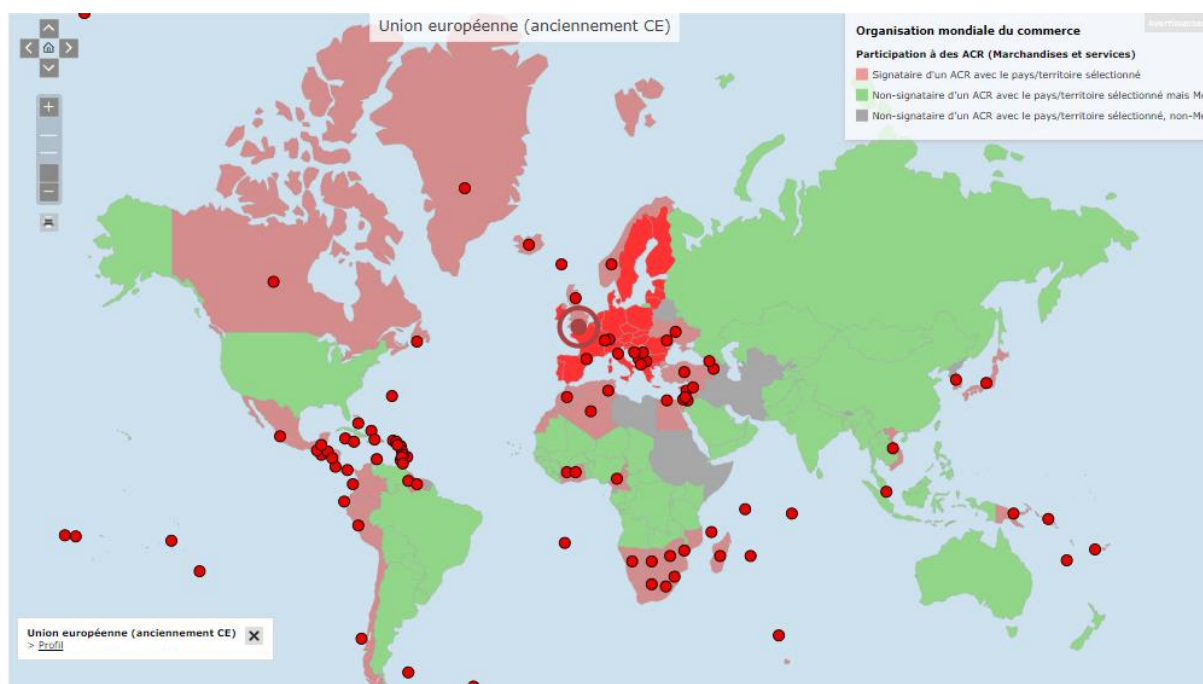 Union européenne (anciennement CE)
Organisation mondiale du commerce
Participation à des ACR (Marchandises et services)
Signataire d'un ACR avec le pays/territoire sélectionné
Non-signataire d'un ACR avec le pays/territoire sélectionné mais Me
Non-signataire d'un ACR avec le pays/territoire sélectionné, non-Me
Union européenne (anciennement CE)
> Profil